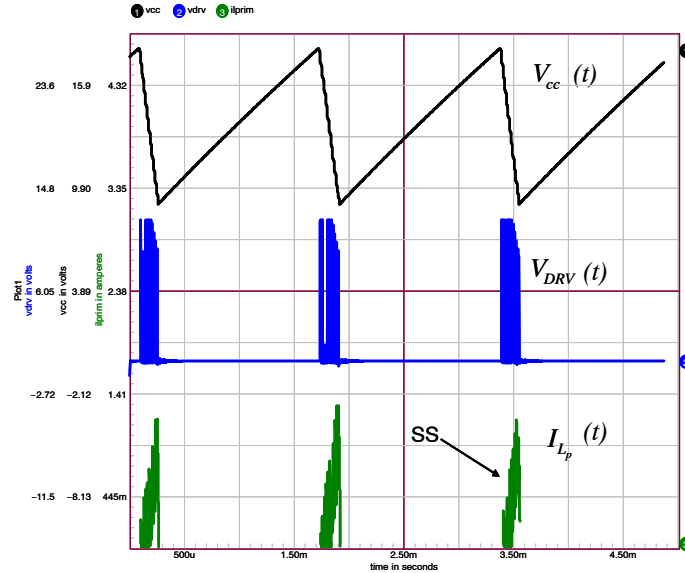 1 vcc 2 vdrv 3 ilprim
V_cc (t)
23.6 15.9 4.32
14.8 9.90 3.35
V_DRV (t)
Plot1
vdrv in volts
vcc in volts
ilprim in amperes
6.05 3.89 2.38
-2.72 -2.12 1.41
SS
I_Lp (t)
-11.5 -8.13 445m
500u 1.50m 2.50m 3.50m 4.50m
time in seconds